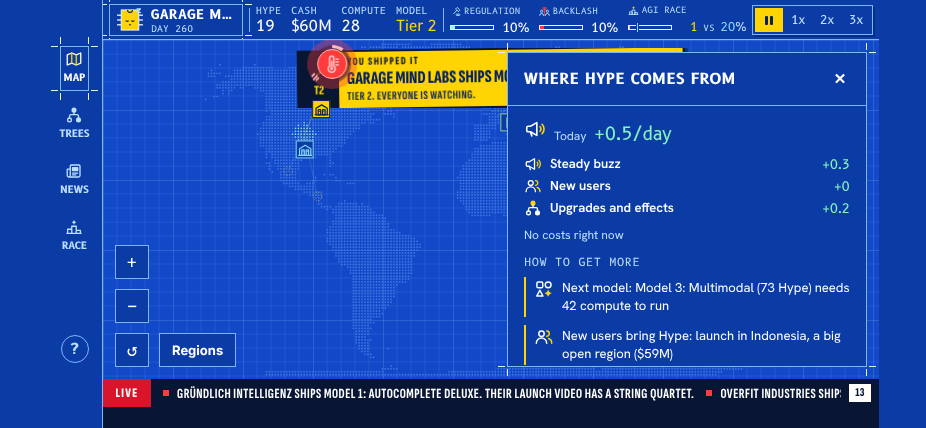 GARAGE M...
DAY 260
HYPE
19
CASH
$60M
COMPUTE
28
MODEL
Tier 2
REGULATION
10%
BACKLASH
10%
AGI RACE
1 VS 20%
1x
2x
3x
MAP
TREES
NEWS
RACE
?
YOU SHIPPED IT
GARAGE MIND LABS SHIPS MO
TIER 2. EVERYONE IS WATCHING.
T2
WHERE HYPE COMES FROM
×
Today +0.5/day
Steady buzz +0.3
New users +0
Upgrades and effects +0.2
No costs right now
HOW TO GET MORE
Next model: Model 3: Multimodal (73 Hype) needs
42 compute to run
New users bring Hype: launch in Indonesia, a big
open region ($59M)
+
−
↺
Regions
LIVE
GRÜNDLICH INTELLIGENZ SHIPS MODEL 1: AUTOCOMPLETE DELUXE. THEIR LAUNCH VIDEO HAS A STRING QUARTET.
OVERFIT INDUSTRIES SHIP
13